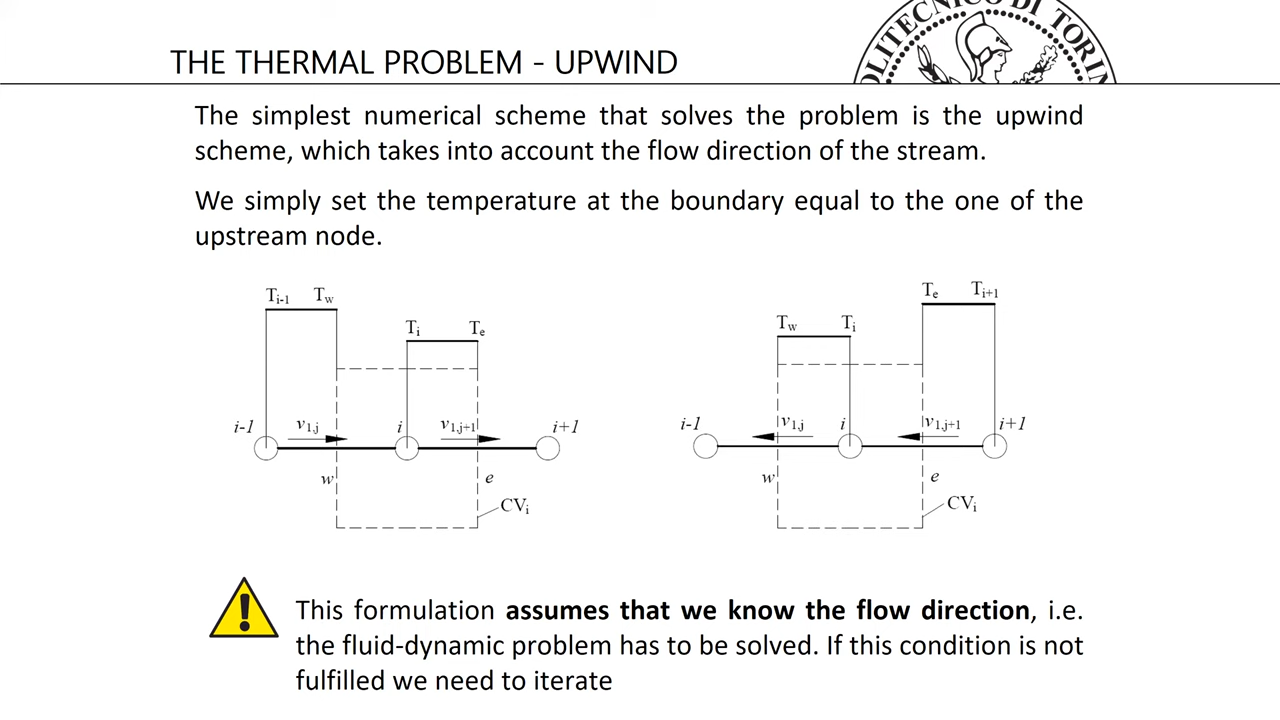 POLITECNICO DI TORINO
THE THERMAL PROBLEM - UPWIND
The simplest numerical scheme that solves the problem is the upwind
scheme, which takes into account the flow direction of the stream.
We simply set the temperature at the boundary equal to the one of the
upstream node.
Ti-1 Tw
Ti Te
i-1 v1,j i v1,j+1 i+1
w e
CVi
Te Ti+1
Tw Ti
i-1 v1,j i v1,j+1 i+1
w e
CVi
This formulation assumes that we know the flow direction, i.e.
the fluid-dynamic problem has to be solved. If this condition is not
fulfilled we need to iterate